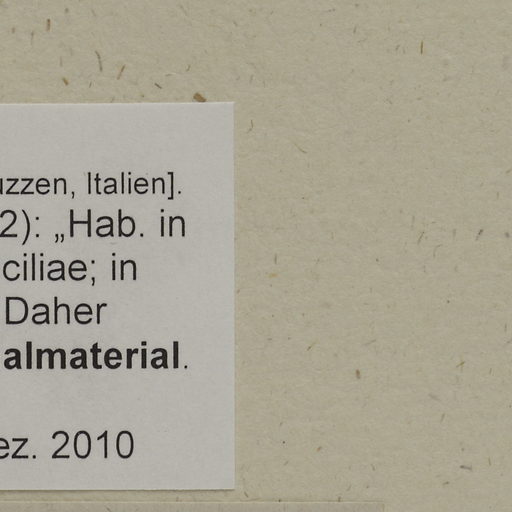 uzzen, Italien].
2): „Hab. in
ciliae; in
Daher
almaterial.
ez. 2010